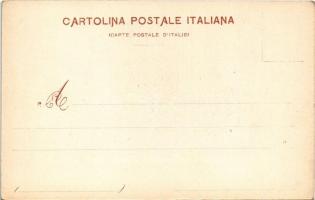 CARTOLINA POSTALE ITALIANA
(CARTE POSTALE D'ITALIE)
A